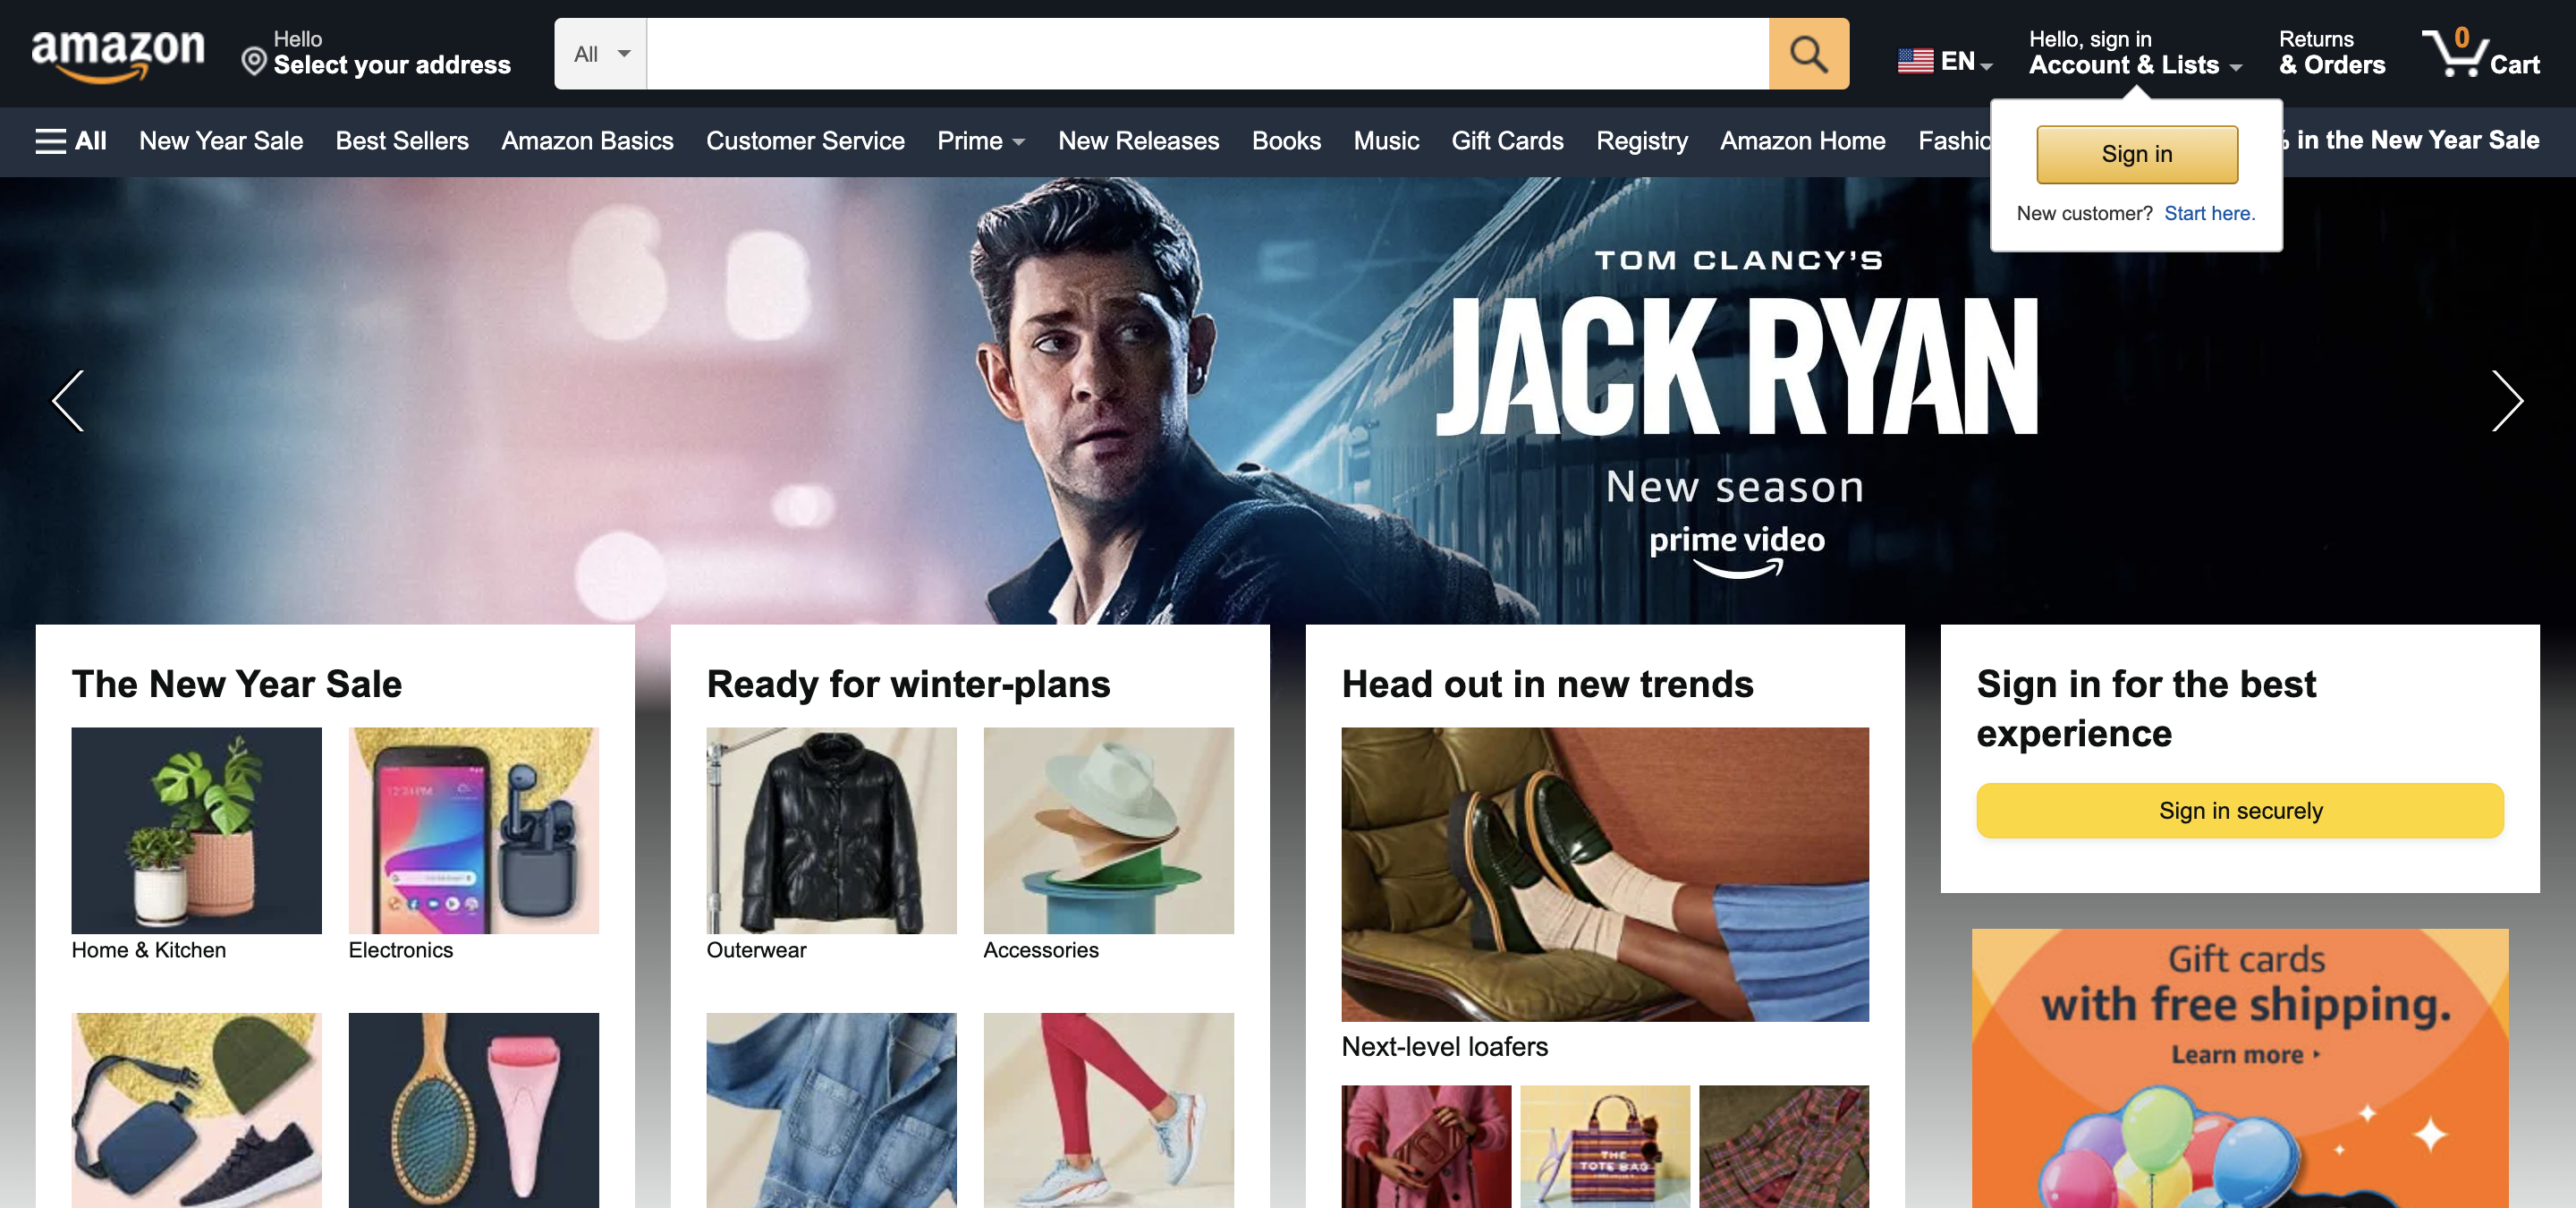 amazon
Hello
Select your address
All
EN
Hello, sign in
Account & Lists
Returns
& Orders
0
Cart
All
New Year Sale
Best Sellers
Amazon Basics
Customer Service
Prime
New Releases
Books
Music
Gift Cards
Registry
Amazon Home
Fashio
% in the New Year Sale
Sign in
New customer? Start here.
TOM CLANCY'S
JACK RYAN
New season
prime video
The New Year Sale
Home & Kitchen
Electronics
12:34 PM
Ready for winter-plans
Outerwear
Accessories
Head out in new trends
Next-level loafers
THE
TOTE BAG
Sign in for the best
experience
Sign in securely
Gift cards
with free shipping.
Learn more